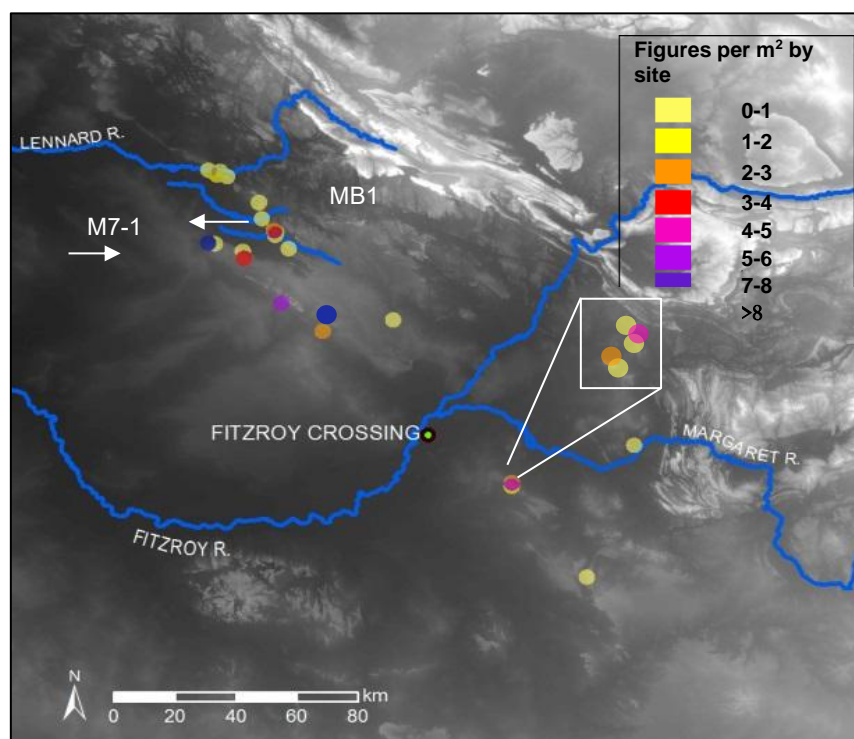 Figures per m² by
site
0-1
1-2
2-3
3-4
4-5
5-6
7-8
>8
LENNARD R.
MB1
M7-1
FITZROY CROSSING
MARGARET R.
FITZROY R.
N
km
0 20 40 60 80